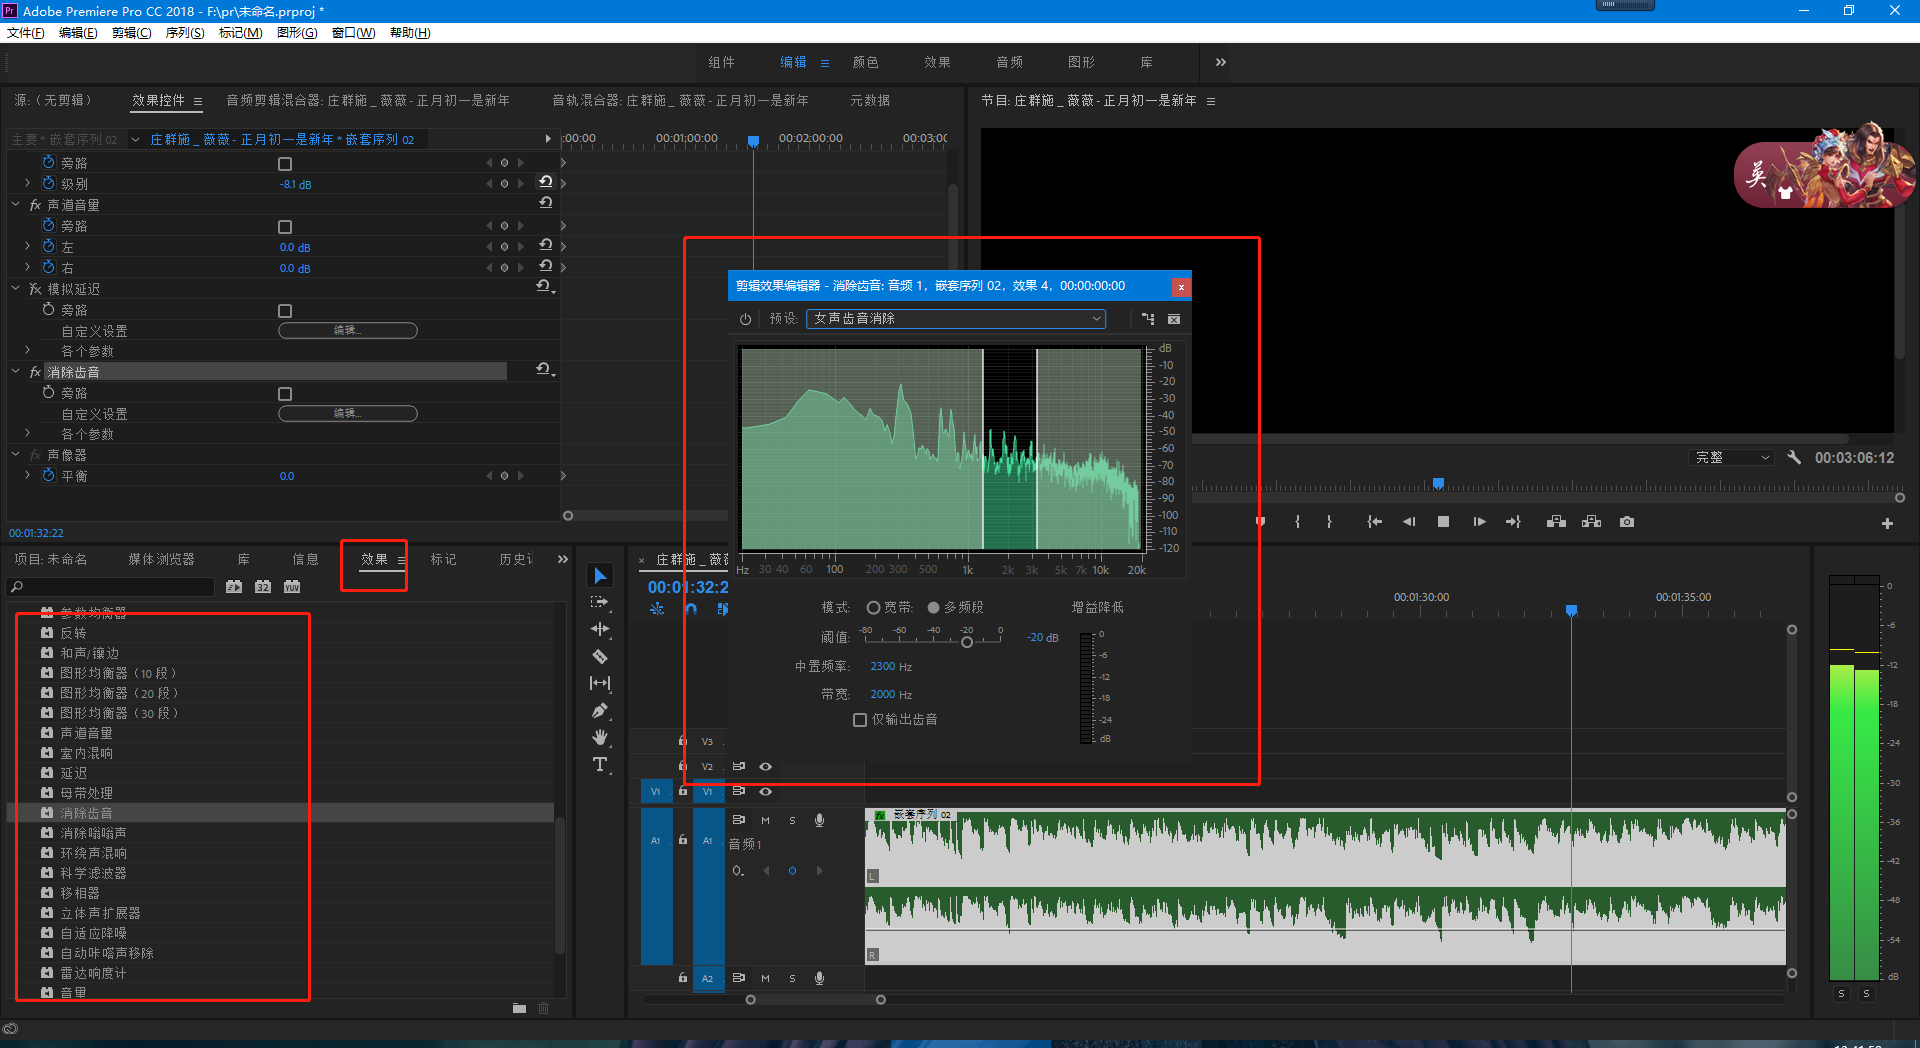 Adobe Premiere Pro CC 2018 - F:\pr\未命名.prproj *
文件(F) 编辑(E) 剪辑(C) 序列(S) 标记(M) 图形(G) 窗口(W) 帮助(H)
组件 编辑 颜色 效果 音频 图形 库
源:（无剪辑） 效果控件 音频剪辑混合器: 庄群施 _ 薇薇 - 正月初一是新年 音轨混合器: 庄群施 _ 薇薇 - 正月初一是新年 元数据
节目: 庄群施 _ 薇薇 - 正月初一是新年
主要 * 嵌套序列 02 庄群施 _ 薇薇 - 正月初一是新年 * 嵌套序列 02
:00:00 00:01:00:00 00:02:00:00 00:03:0
旁路
级别 -8.1 dB
fx 声道音量
旁路
左 0.0 dB
右 0.0 dB
fx 模拟延迟
旁路
自定义设置 编辑...
各个参数
fx 消除齿音
旁路
自定义设置 编辑...
各个参数
fx 声像器
平衡 0.0
00:01:32:22
英
完整 00:03:06:12
剪辑效果编辑器 - 消除齿音: 音频 1，嵌套序列 02，效果 4，00:00:00:00
预设: 女声齿音消除
dB
-10
-20
-30
-40
-50
-60
-70
-80
-90
-100
-110
-120
Hz 30 40 60 100 200 300 500 1k 2k 3k 5k 7k 10k 20k
模式: 宽带: 多频段 增益降低
阈值: -80 -60 -40 -20 0 -20 dB
中置频率: 2300 Hz
带宽: 2000 Hz
仅输出齿音
0
-6
-12
-18
-24
dB
项目: 未命名 媒体浏览器 库 信息 效果 标记 历史
32 YUV
参数均衡器
反转
和声/镶边
图形均衡器（10 段）
图形均衡器（20 段）
图形均衡器（30 段）
声道音量
室内混响
延迟
母带处理
消除齿音
消除嗡嗡声
环绕声混响
科学滤波器
移相器
立体声扩展器
自适应降噪
自动咔嗒声移除
雷达响度计
音量
庄群施 _ 薇
00:01:32:2
00:01:30:00 00:01:35:00
V3
V2
V1 V1
A1 A1 M S
音频 1
fx 嵌套序列 02
L
R
A2 M S
0
-6
-12
-18
-24
-30
-36
-42
-48
-54
dB
S S